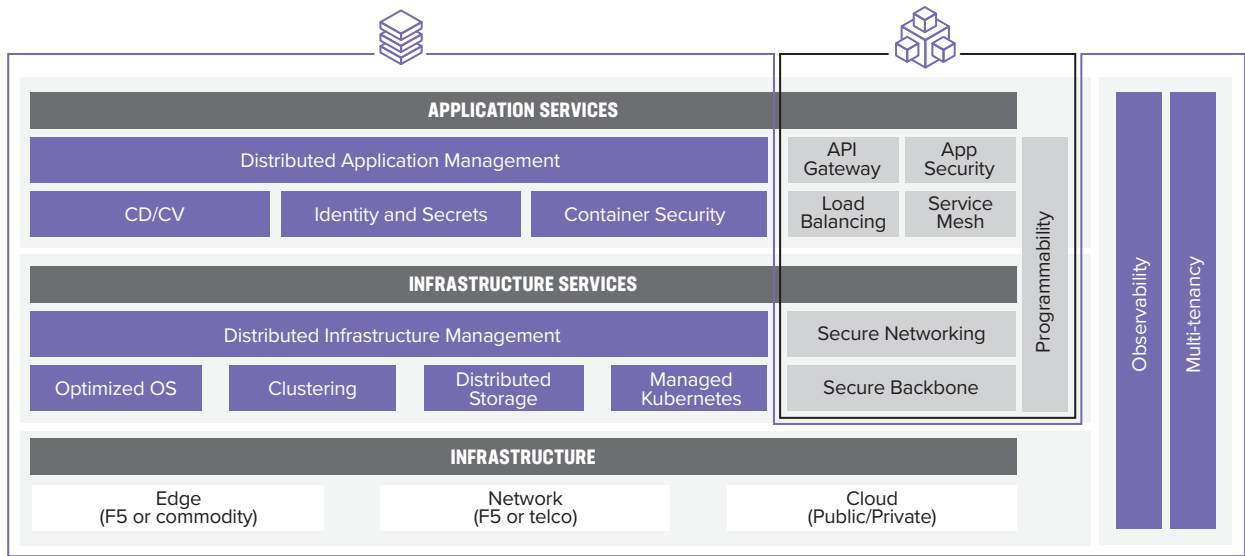 APPLICATION SERVICES
Distributed Application Management
CD/CV
Identity and Secrets
Container Security
API
Gateway
App
Security
Load
Balancing
Service
Mesh
Programmability
INFRASTRUCTURE SERVICES
Distributed Infrastructure Management
Optimized OS
Clustering
Distributed
Storage
Managed
Kubernetes
Secure Networking
Secure Backbone
INFRASTRUCTURE
Edge
(F5 or commodity)
Network
(F5 or telco)
Cloud
(Public/Private)
Observability
Multi-tenancy